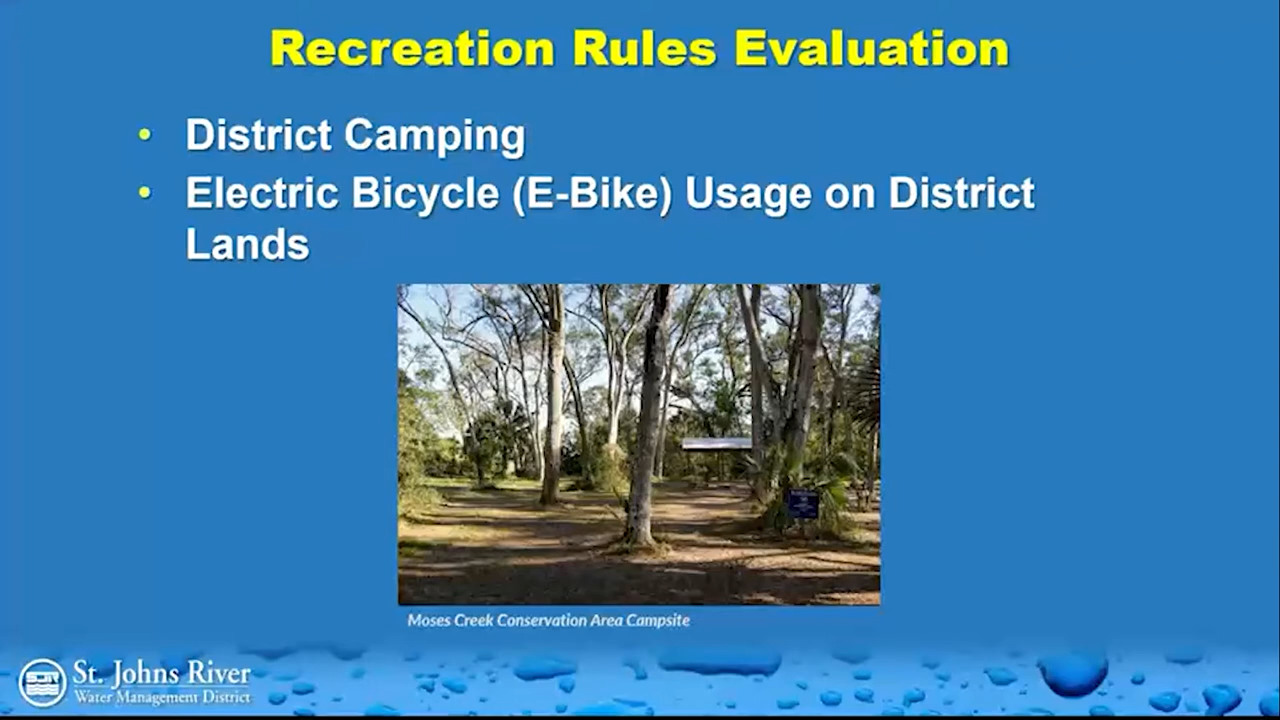 Recreation Rules Evaluation
• District Camping
• Electric Bicycle (E-Bike) Usage on District
Lands
Moses Creek Conservation Area Campsite
St. Johns River
Water Management District